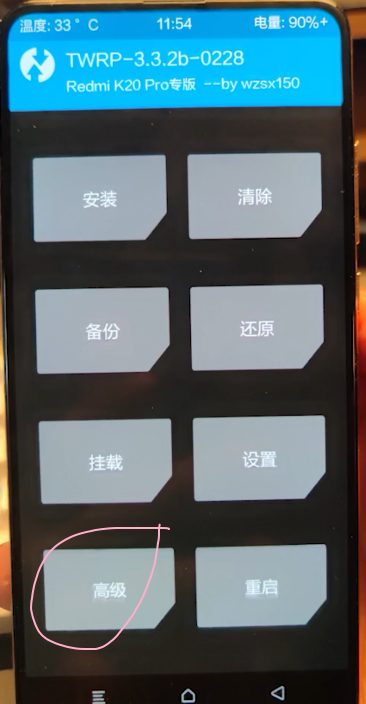 温度: 33 ° C 11:54 电量: 90%+
TWRP-3.3.2b-0228
Redmi K20 Pro专版 --by wzsx150
安装 清除
备份 还原
挂载 设置
高级 重启